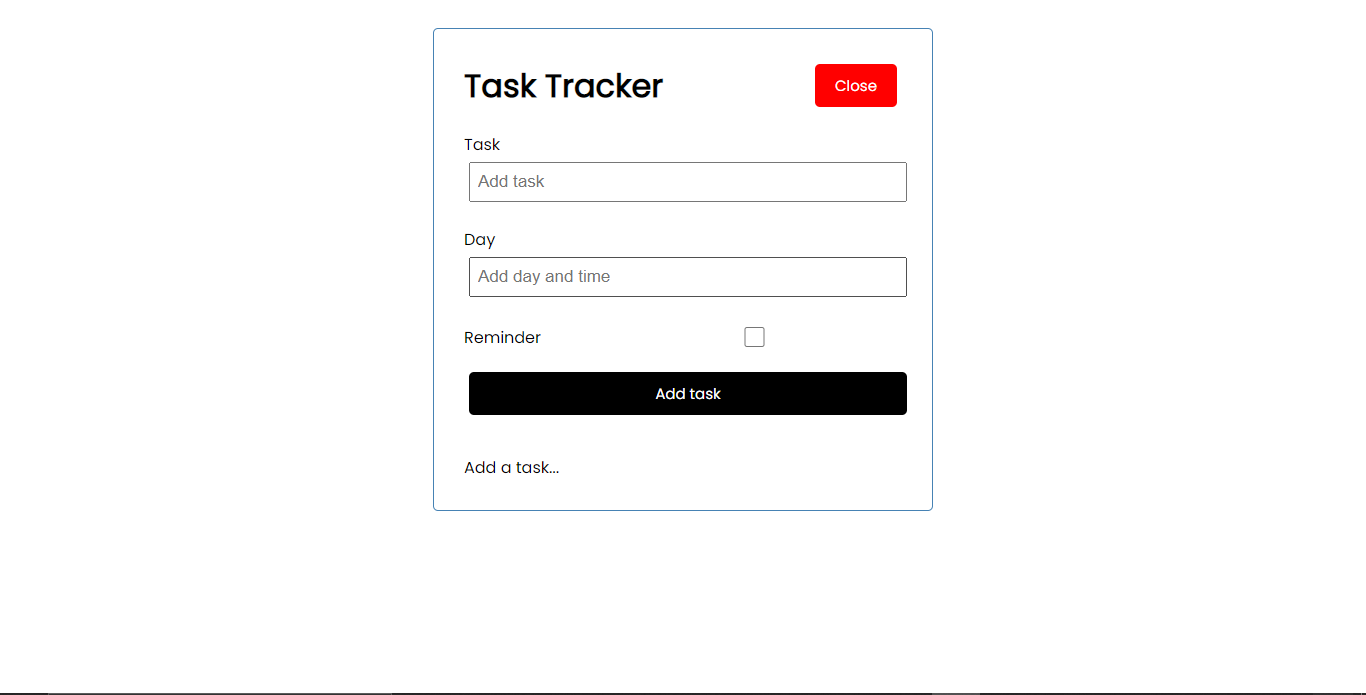 Task Tracker
Close
Task
Add task
Day
Add day and time
Reminder
Add task
Add a task...